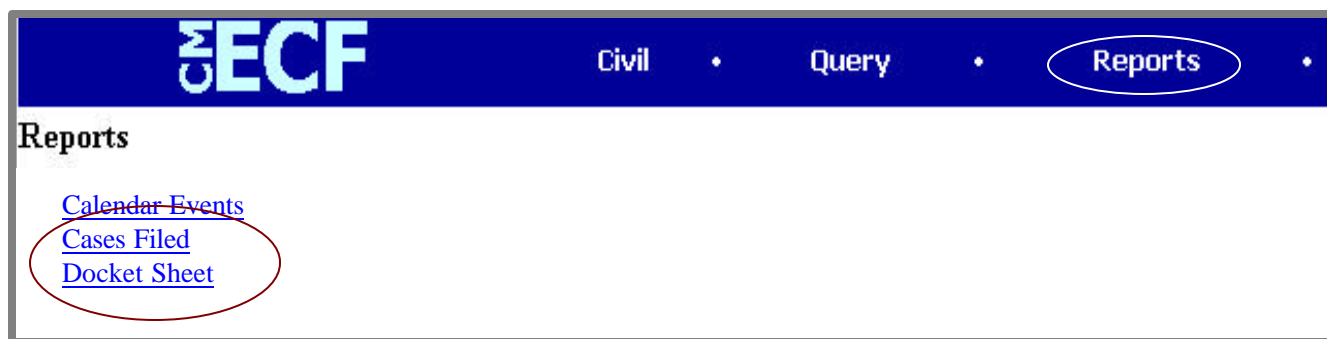 CM ECF Civil • Query • Reports •
Reports
Calendar Events
Cases Filed
Docket Sheet